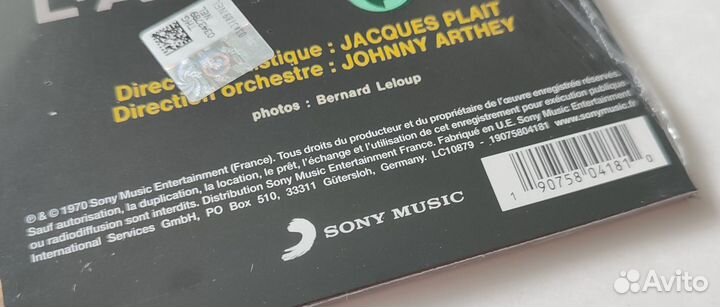 Direc
tique : JACQUES PLAIT
Direction orchestre : JOHNNY ARTHEY
photos : Bernard Leloup
℗ & © 1970 Sony Music Entertainment (France). Tous droits du producteur et du propriétaire de l'œuvre enregistrée réservés.
Sauf autorisation, la duplication, la location, le prêt, l'échange et l'utilisation de cet enregistrement pour exécution publique
ou radiodiffusion sont interdits. Distribution Sony Music Entertainment France. Fabriqué en U.E. Sony Music Entertainment
International Services GmbH, PO Box 510, 33311 Gütersloh, Germany. LC10879 - 19075804181 www.sonymusic.fr
1 90758 04181 0
SONY MUSIC
Avito